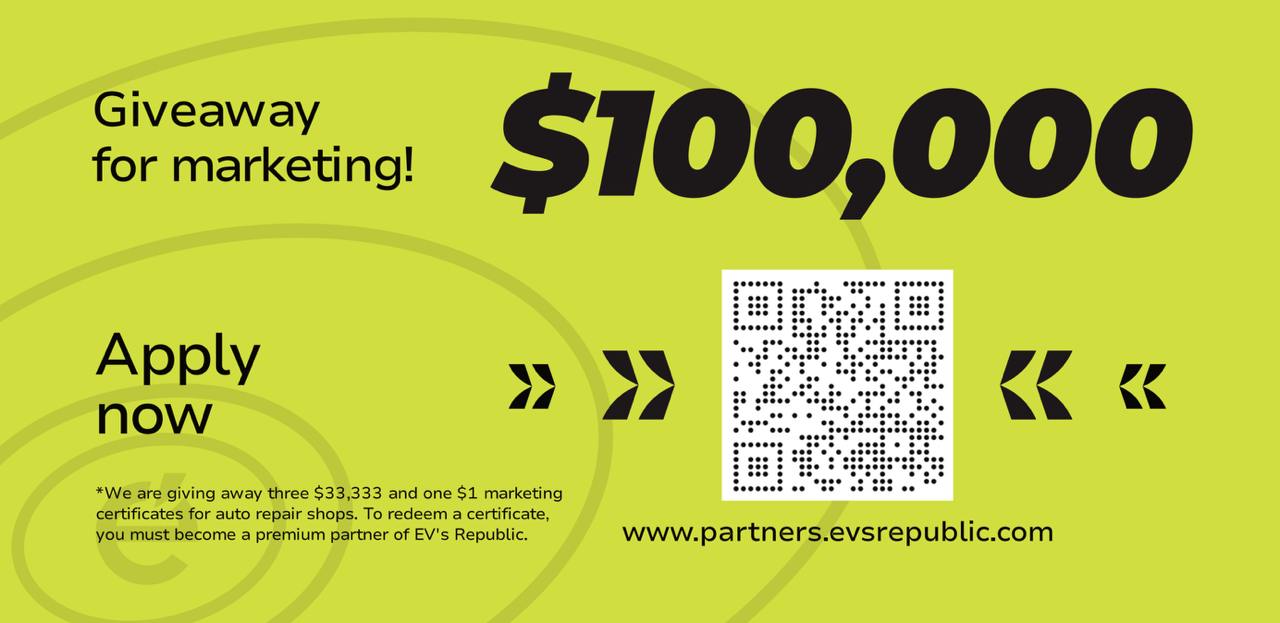 Giveaway
for marketing!
$100,000
Apply
now
*We are giving away three $33,333 and one $1 marketing
certificates for auto repair shops. To redeem a certificate,
you must become a premium partner of EV's Republic.
www.partners.evsrepublic.com